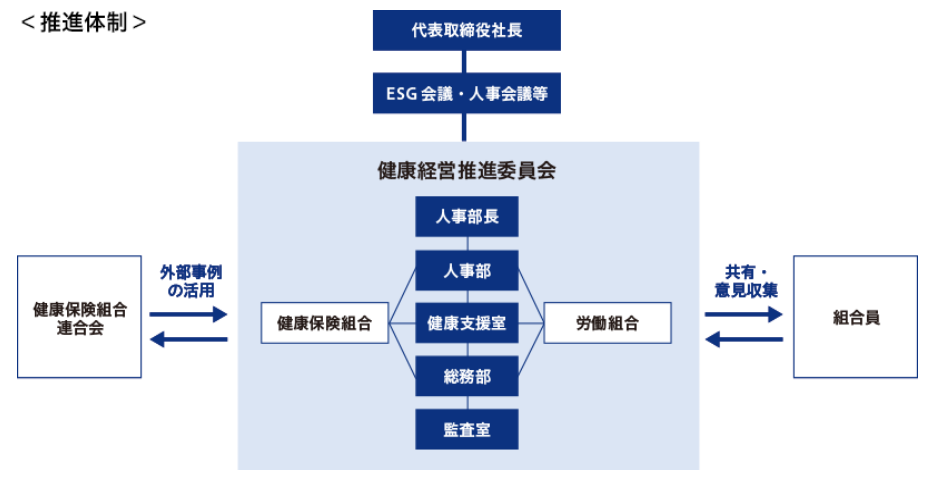 ＜推進体制＞
代表取締役社長
ESG会議・人事会議等
健康経営推進委員会
人事部長
人事部
健康保険組合
健康支援室
労働組合
総務部
監査室
健康保険組合
連合会
外部事例
の活用
共有・
意見収集
組合員